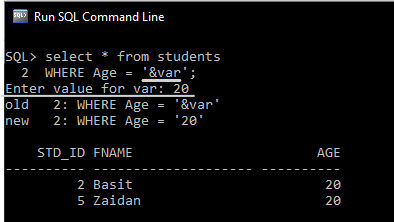 Run SQL Command Line
SQL> select * from students
2 WHERE Age = '&var';
Enter value for var: 20
old 2: WHERE Age = '&var'
new 2: WHERE Age = '20'
STD_ID FNAME AGE
---------- -------------------- ----------
2 Basit 20
5 Zaidan 20